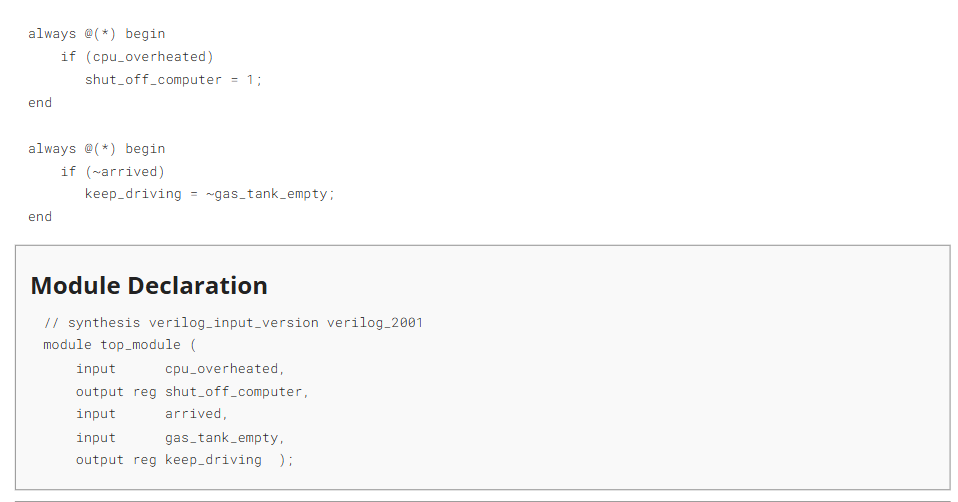 always @(*) begin
    if (cpu_overheated)
       shut_off_computer = 1;
end
always @(*) begin
    if (~arrived)
       keep_driving = ~gas_tank_empty;
end
Module Declaration
// synthesis verilog_input_version verilog_2001
module top_module (
    input      cpu_overheated,
    output reg shut_off_computer,
    input      arrived,
    input      gas_tank_empty,
    output reg keep_driving  );